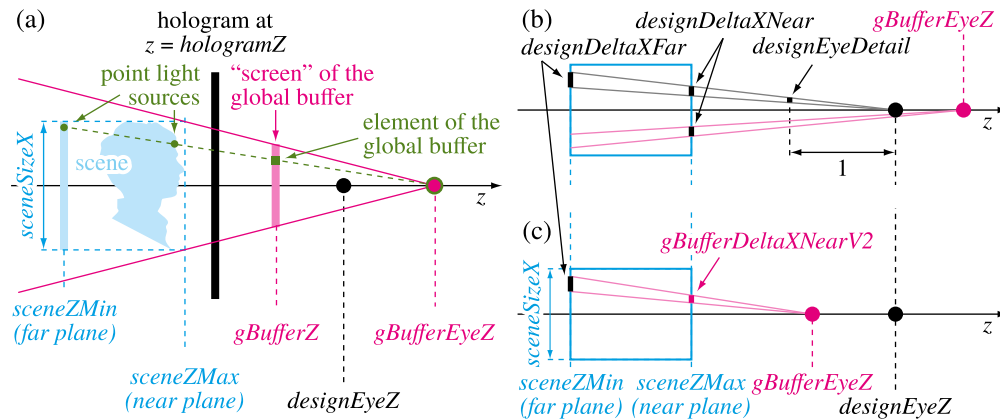 (a)
hologram at
z = hologramZ
point light
sources
"screen" of the
global buffer
element of the
global buffer
scene
sceneSizeX
z
sceneZMin
(far plane)
gBufferZ
gBufferEyeZ
sceneZMax
(near plane)
designEyeZ
(b)
designDeltaXNear
gBufferEyeZ
designDeltaXFar
designEyeDetail
1
z
(c)
gBufferDeltaXNearV2
sceneSizeX
z
sceneZMin
(far plane)
sceneZMax
(near plane)
gBufferEyeZ
designEyeZ